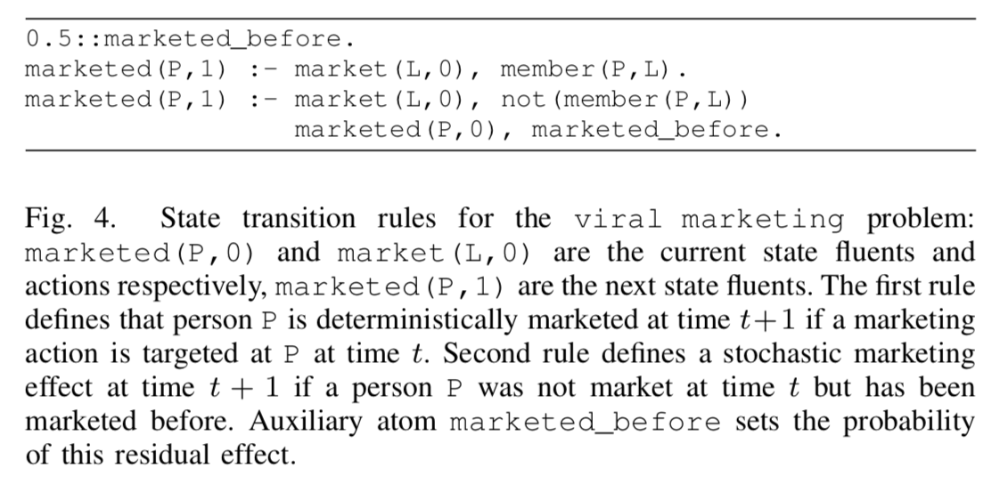 0.5::marketed_before.
marketed(P,1) :- market(L,0), member(P,L).
marketed(P,1) :- market(L,0), not(member(P,L))
marketed(P,0), marketed_before.
Fig. 4. State transition rules for the viral marketing problem:
marketed(P,0) and market(L,0) are the current state fluents and
actions respectively, marketed(P,1) are the next state fluents. The first rule
defines that person P is deterministically marketed at time t+1 if a marketing
action is targeted at P at time t. Second rule defines a stochastic marketing
effect at time t + 1 if a person P was not market at time t but has been
marketed before. Auxiliary atom marketed_before sets the probability
of this residual effect.